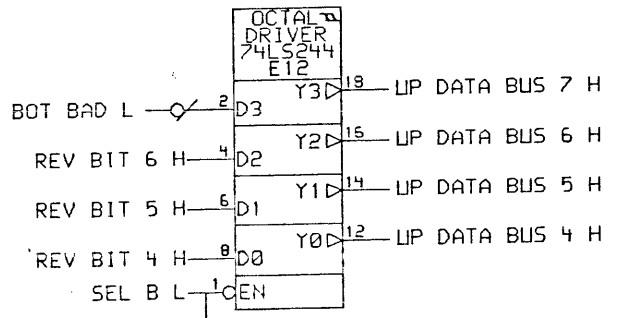 OCTAL
DRIVER
74LS244
E12
BOT BAD L 2 D3 Y3 18 UP DATA BUS 7 H
REV BIT 6 H 4 D2 Y2 16 UP DATA BUS 6 H
REV BIT 5 H 6 D1 Y1 14 UP DATA BUS 5 H
REV BIT 4 H 8 D0 Y0 12 UP DATA BUS 4 H
SEL B L 1 EN